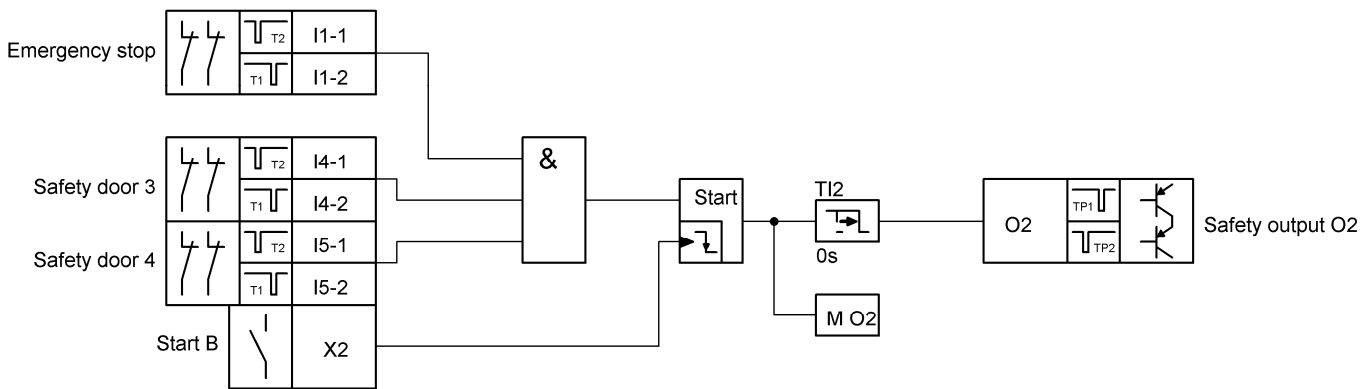 Emergency stop
T2 I1-1
T1 I1-2
Safety door 3
T2 I4-1
T1 I4-2
Safety door 4
T2 I5-1
T1 I5-2
Start B
X2
&
Start
TI2
0s
M O2
O2
TP1
TP2
Safety output O2